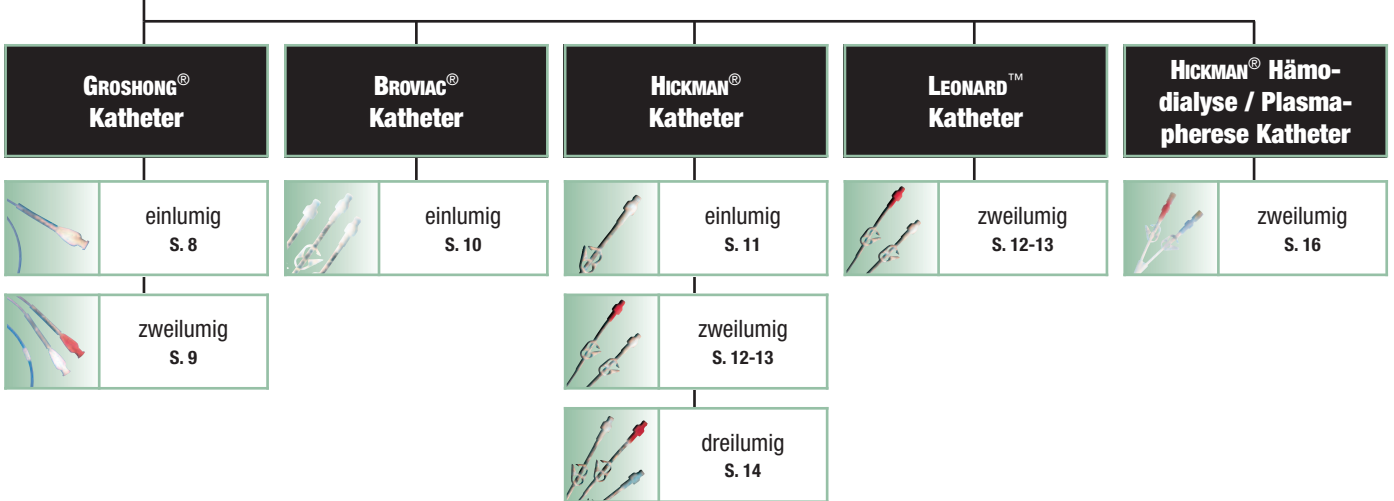 GROSHONG®
Katheter
einlumig
S. 8
zweilumig
S. 9
BROVIAC®
Katheter
einlumig
S. 10
HICKMAN®
Katheter
einlumig
S. 11
zweilumig
S. 12-13
dreilumig
S. 14
LEONARD™
Katheter
zweilumig
S. 12-13
HICKMAN® Hämo-
dialyse / Plasma-
pherese Katheter
zweilumig
S. 16